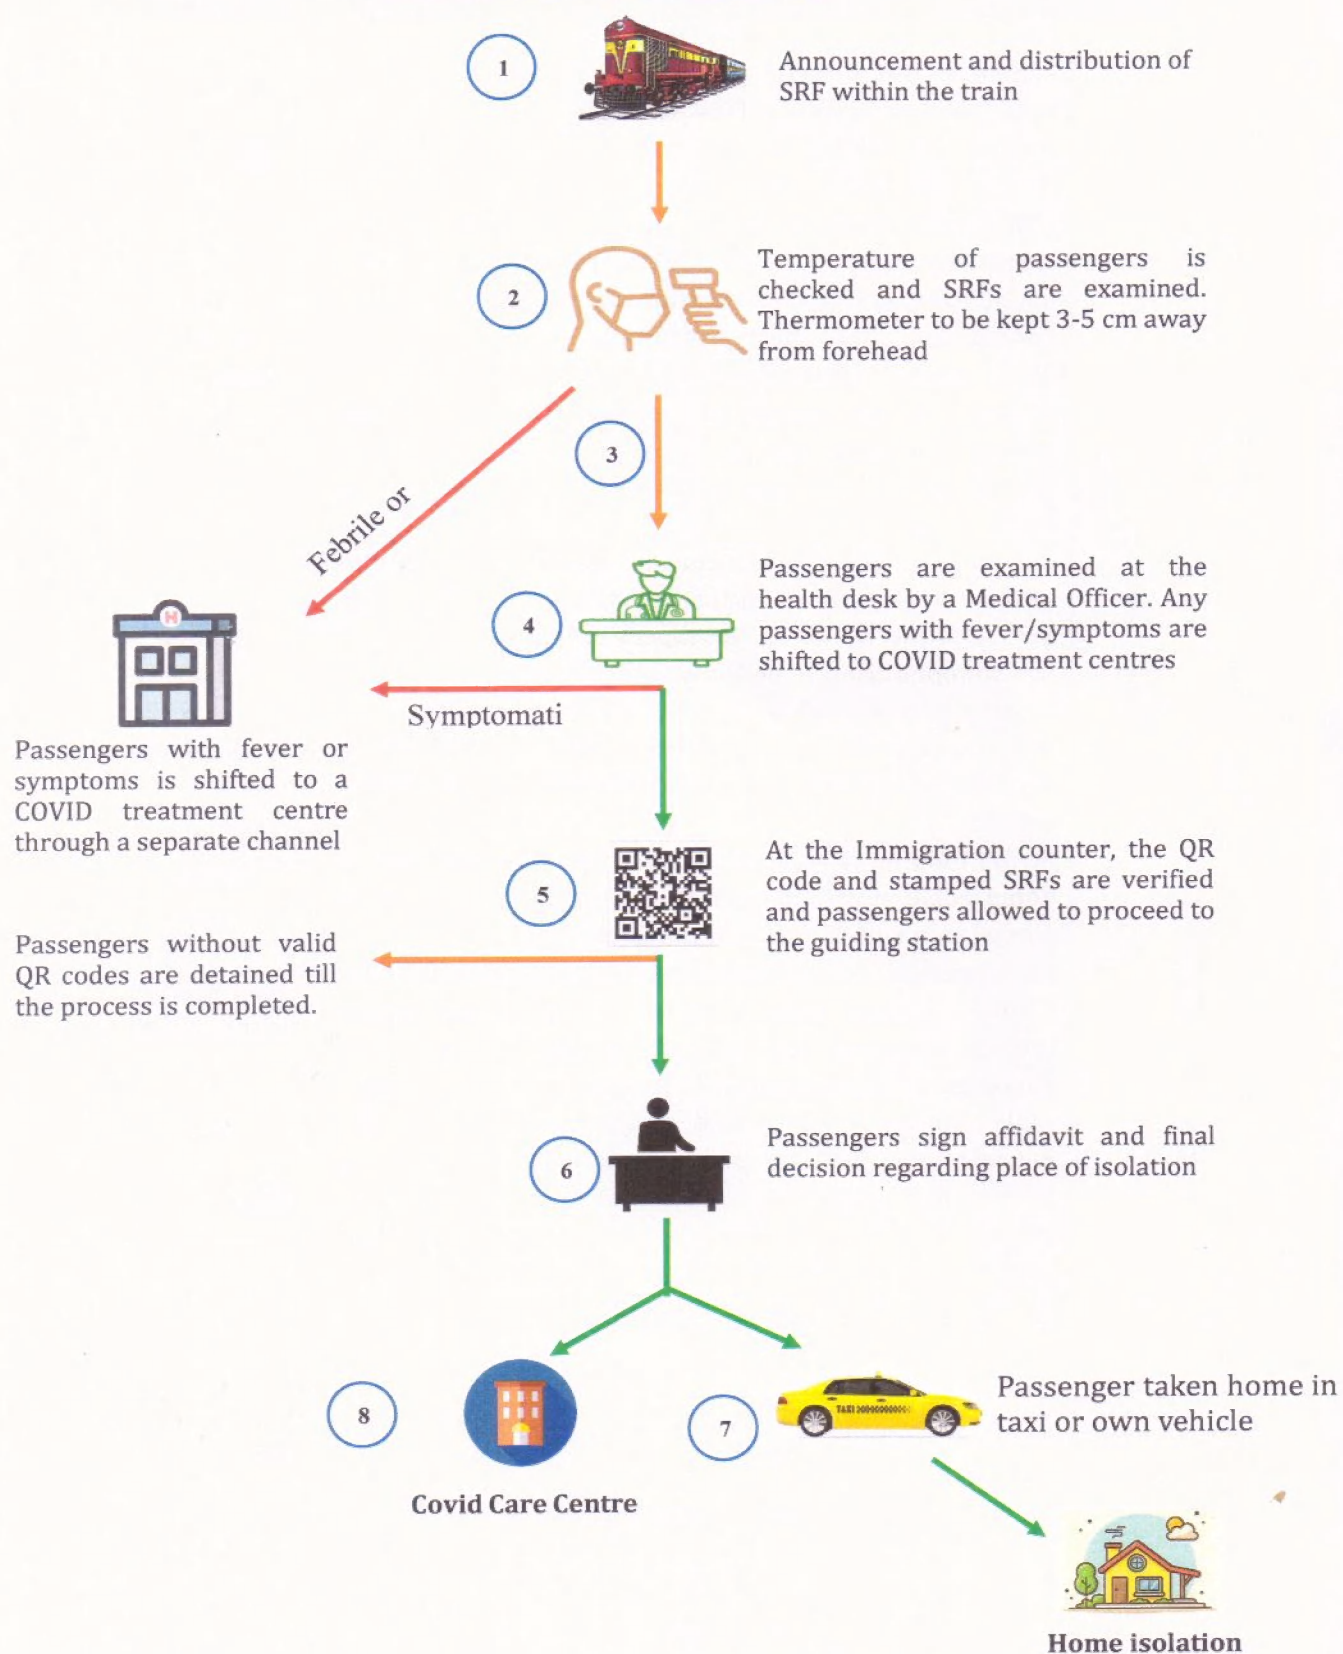 1
Announcement and distribution of
SRF within the train
2
Temperature of passengers is
checked and SRFs are examined.
Thermometer to be kept 3-5 cm away
from forehead
3
Febrile or
4
Passengers are examined at the
health desk by a Medical Officer. Any
passengers with fever/symptoms are
shifted to COVID treatment centres
H
Symptomati
Passengers with fever or
symptoms is shifted to a
COVID treatment centre
through a separate channel
5
At the Immigration counter, the QR
code and stamped SRFs are verified
and passengers allowed to proceed to
the guiding station
Passengers without valid
QR codes are detained till
the process is completed.
6
Passengers sign affidavit and final
decision regarding place of isolation
8
Covid Care Centre
7
TAXI
Passenger taken home in
taxi or own vehicle
Home isolation